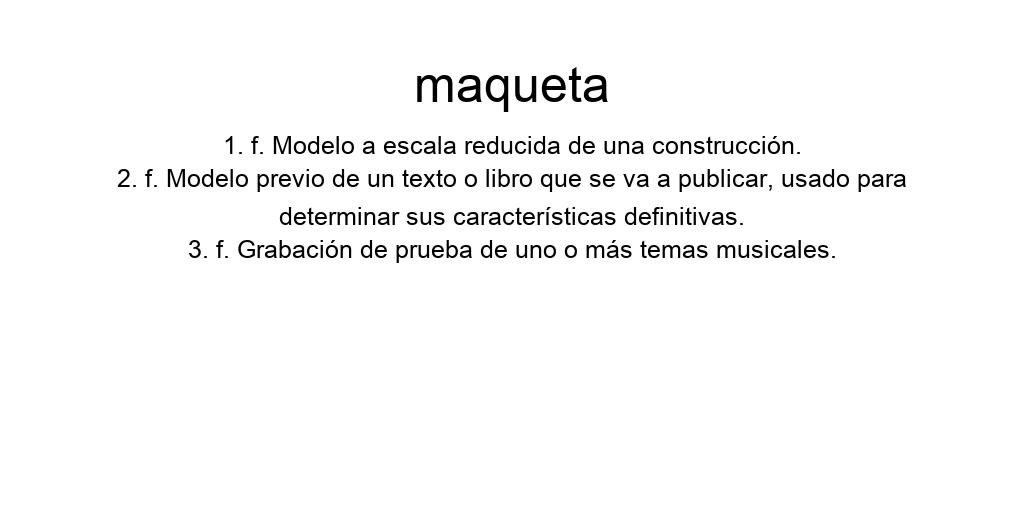 maqueta
1. f. Modelo a escala reducida de una construcción.
2. f. Modelo previo de un texto o libro que se va a publicar, usado para
determinar sus características definitivas.
3. f. Grabación de prueba de uno o más temas musicales.